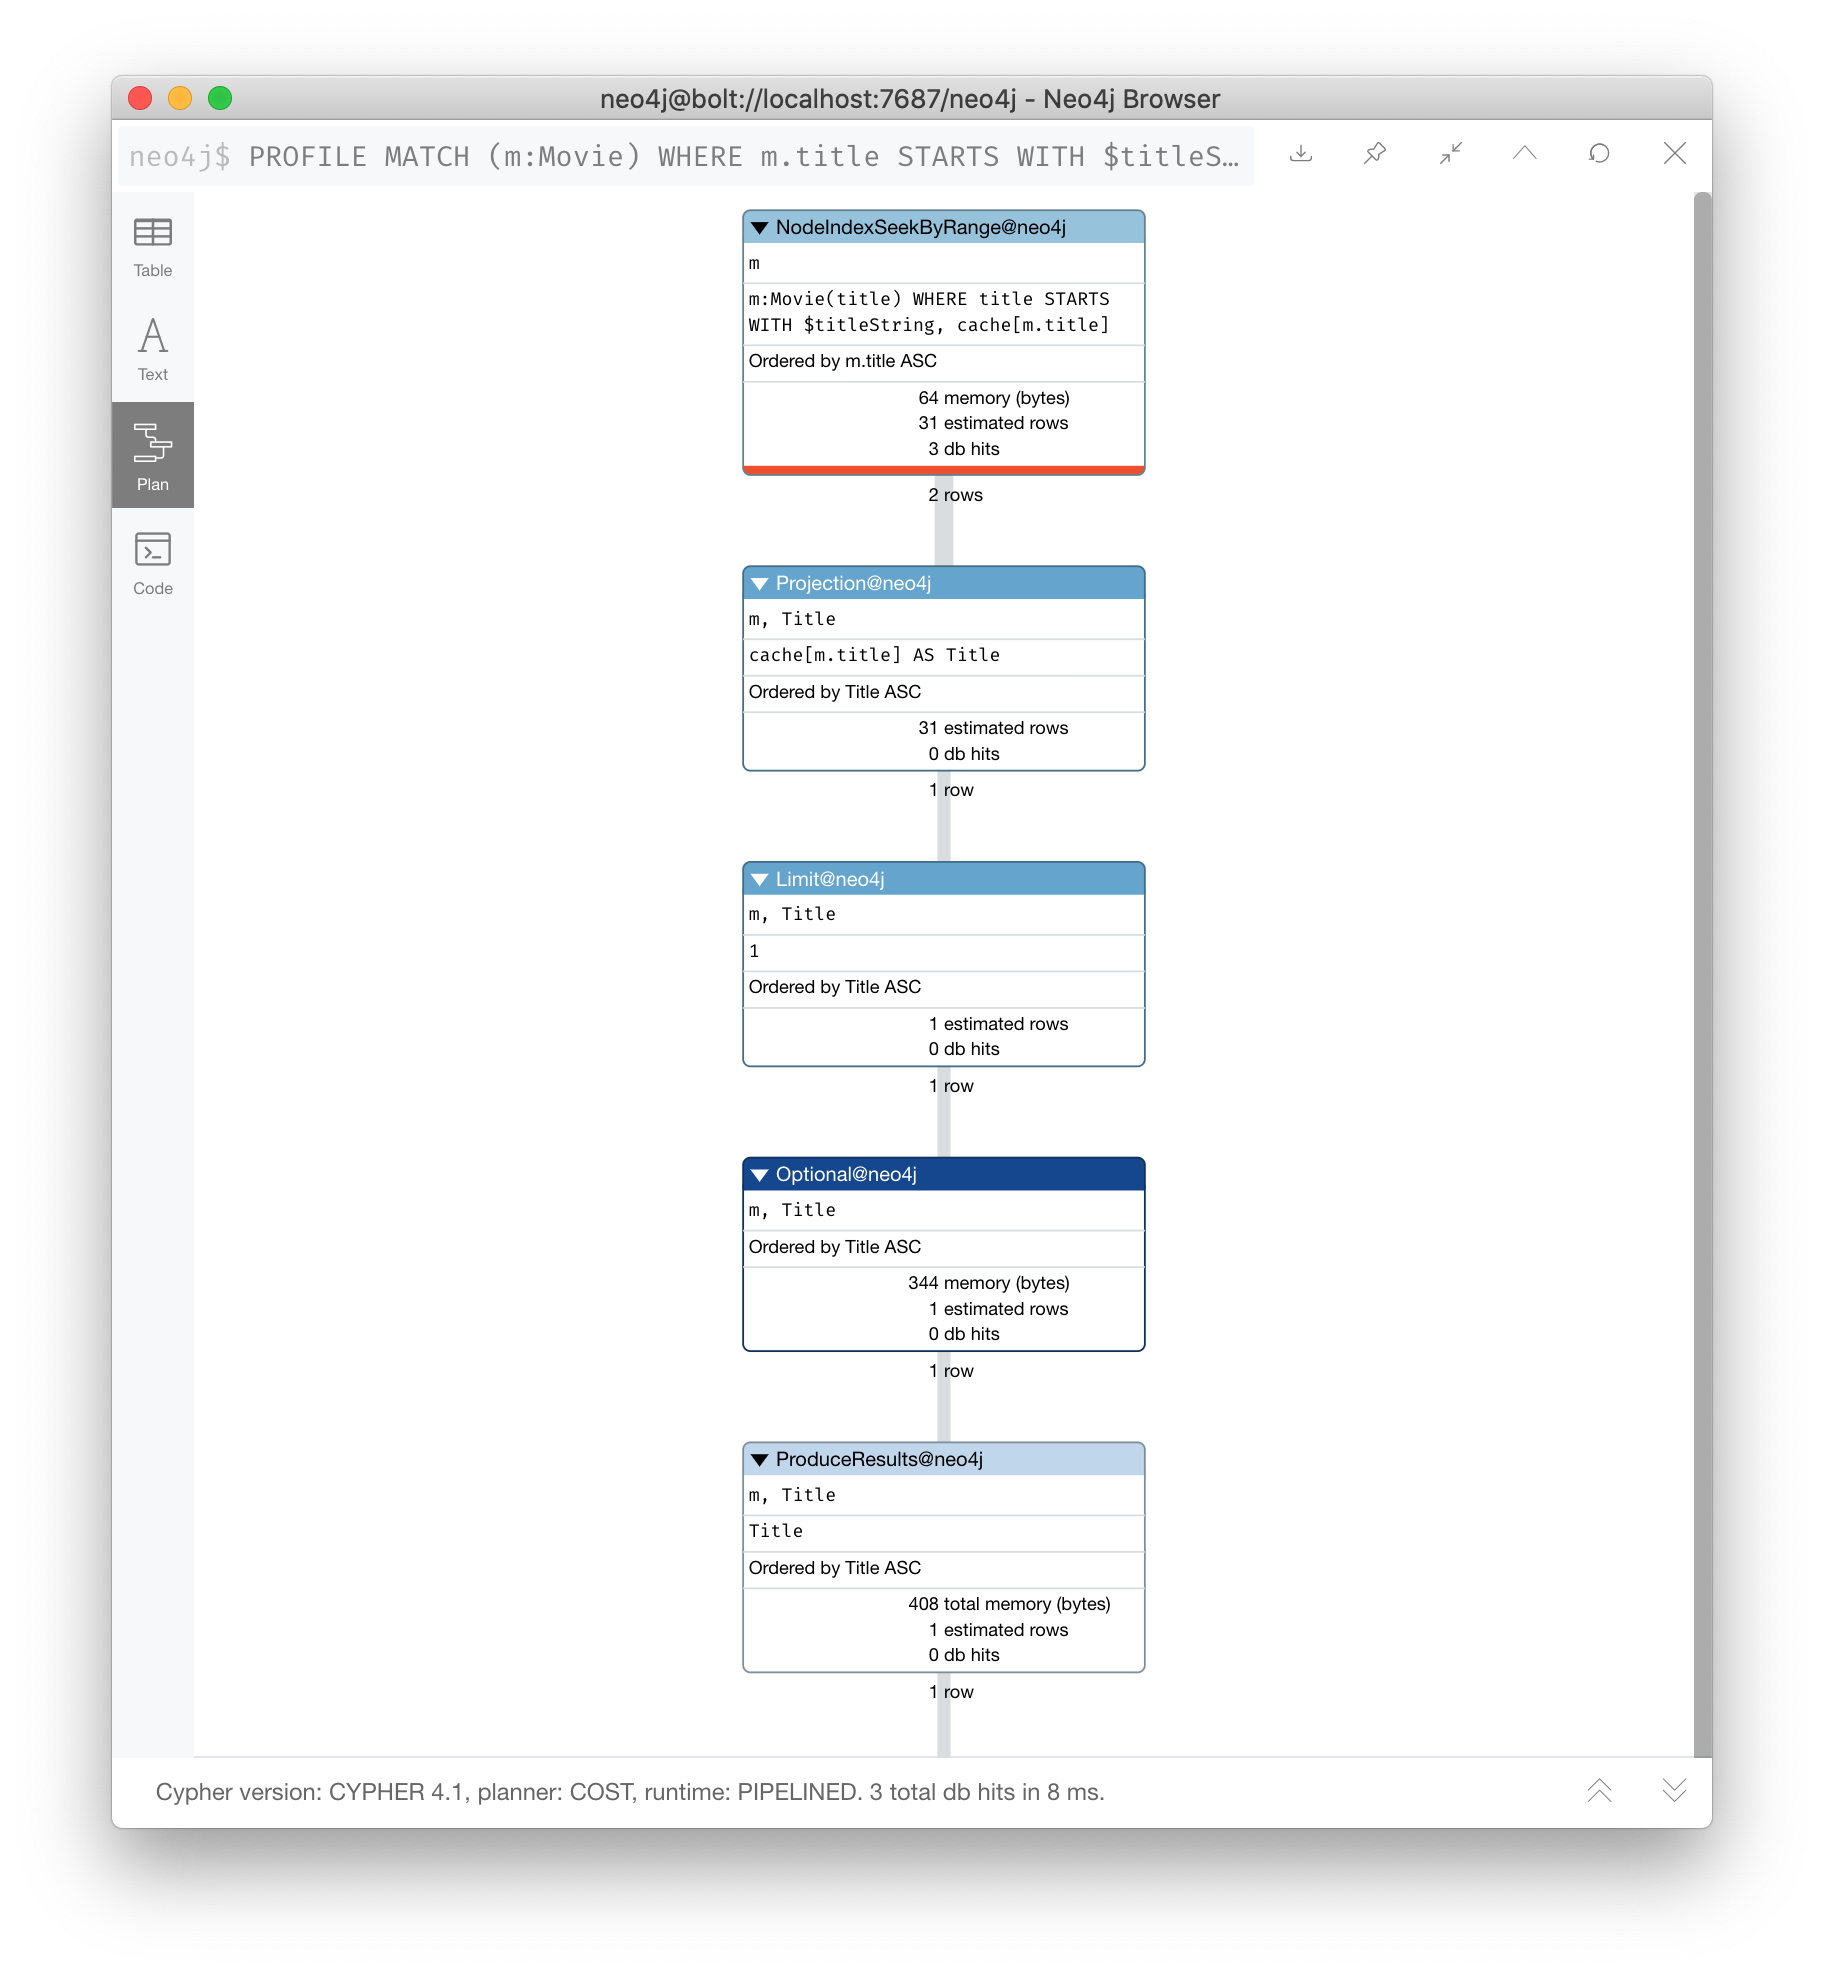 neo4j@bolt://localhost:7687/neo4j - Neo4j Browser
neo4j$ PROFILE MATCH (m:Movie) WHERE m.title STARTS WITH $titleS…
Table
Text
Plan
Code
NodeIndexSeekByRange@neo4j
m
m:Movie(title) WHERE title STARTS
WITH $titleString, cache[m.title]
Ordered by m.title ASC
64 memory (bytes)
31 estimated rows
3 db hits
2 rows
Projection@neo4j
m, Title
cache[m.title] AS Title
Ordered by Title ASC
31 estimated rows
0 db hits
1 row
Limit@neo4j
m, Title
1
Ordered by Title ASC
1 estimated rows
0 db hits
1 row
Optional@neo4j
m, Title
Ordered by Title ASC
344 memory (bytes)
1 estimated rows
0 db hits
1 row
ProduceResults@neo4j
m, Title
Title
Ordered by Title ASC
408 total memory (bytes)
1 estimated rows
0 db hits
1 row
Cypher version: CYPHER 4.1, planner: COST, runtime: PIPELINED. 3 total db hits in 8 ms.